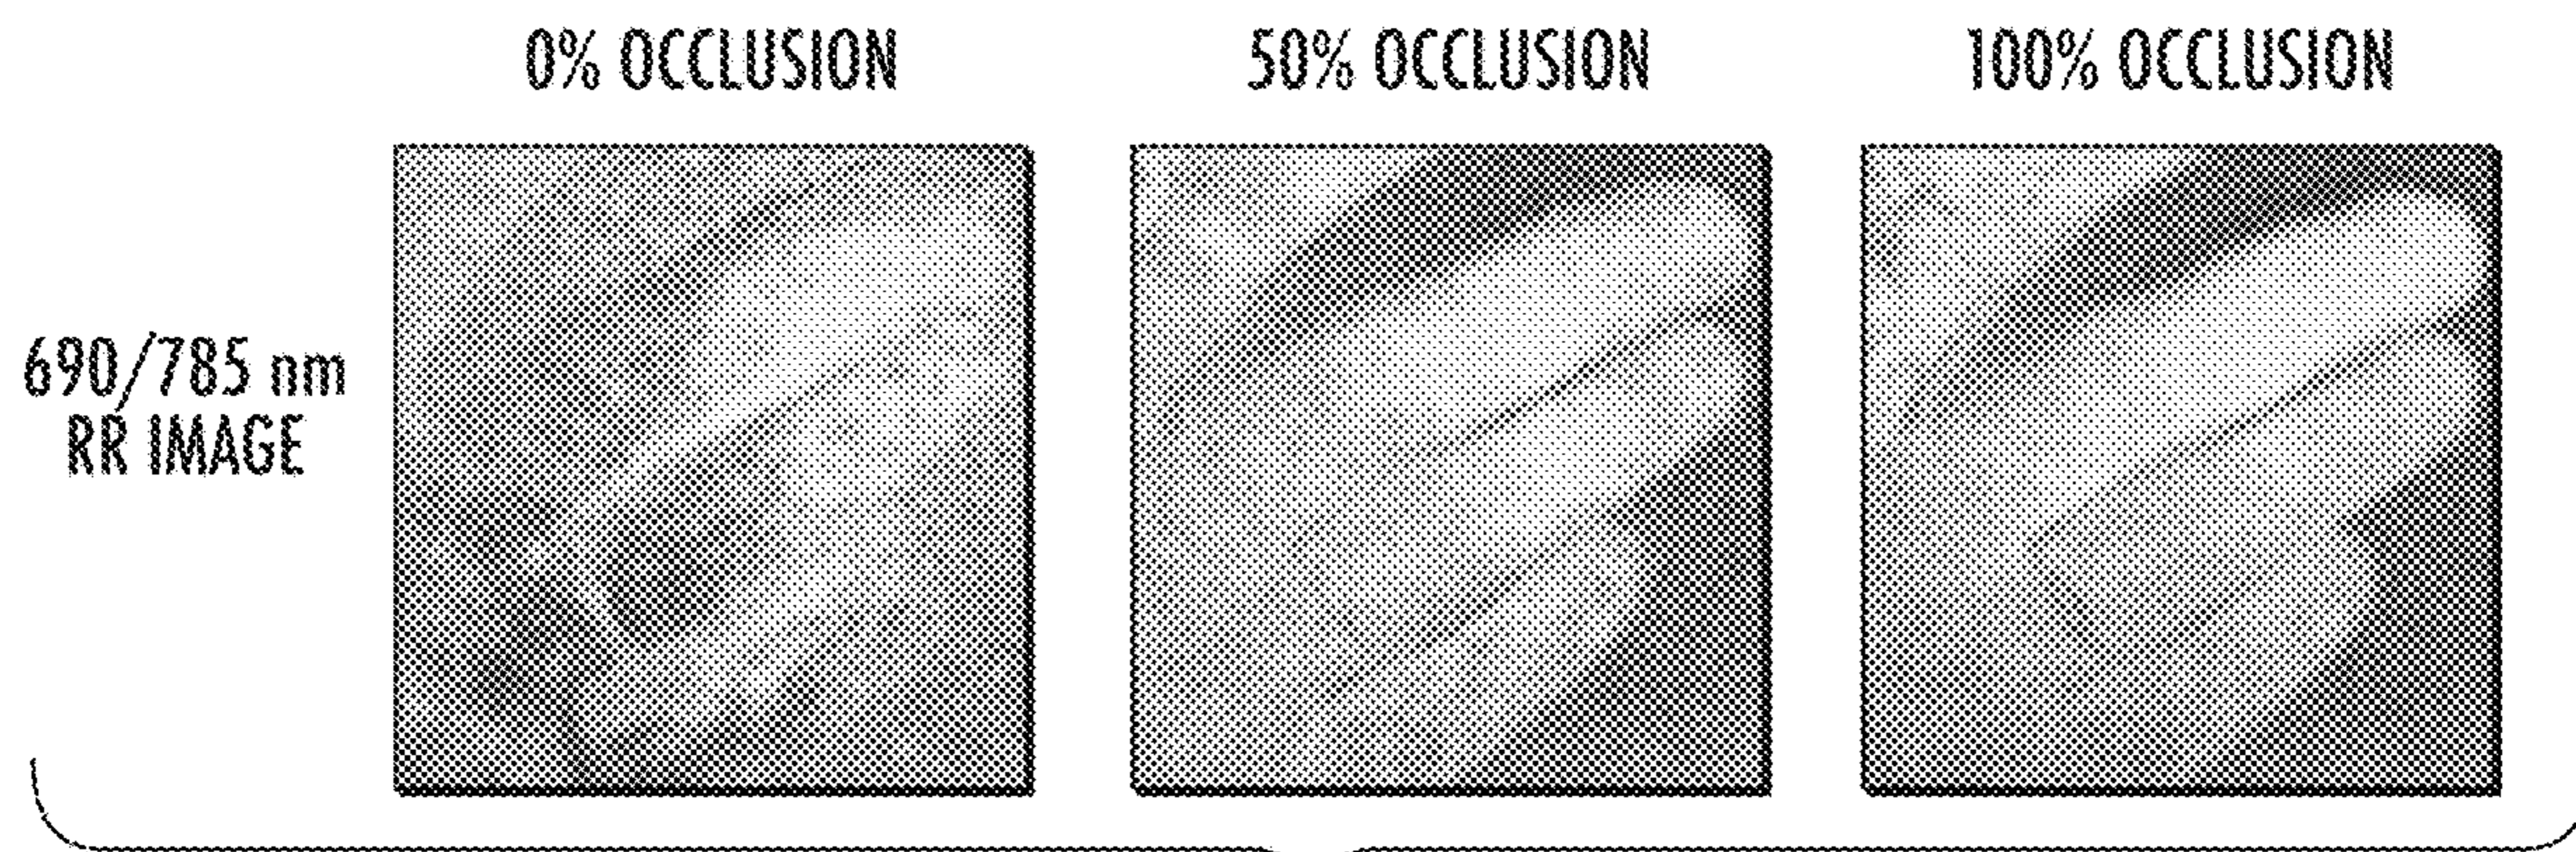 0% OCCLUSION
50% OCCLUSION
100% OCCLUSION
690/785 nm
RR IMAGE